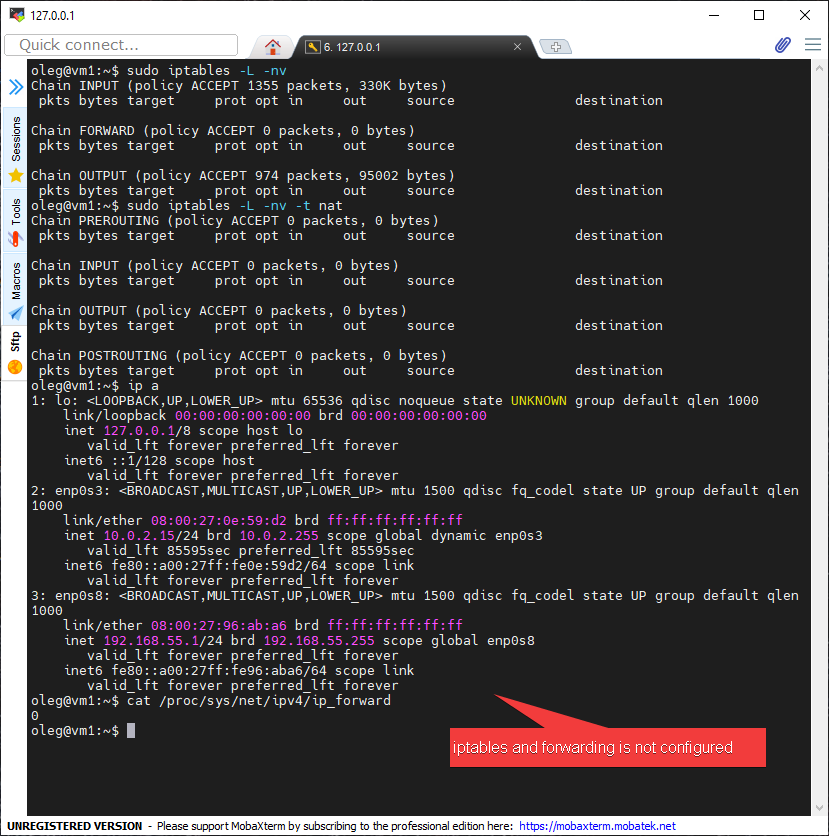 127.0.0.1
Quick connect...
6. 127.0.0.1
Sessions
Tools
Macros
Sftp
oleg@vm1:~$ sudo iptables -L -nv
Chain INPUT (policy ACCEPT 1355 packets, 330K bytes)
 pkts bytes target     prot opt in     out     source               destination
Chain FORWARD (policy ACCEPT 0 packets, 0 bytes)
 pkts bytes target     prot opt in     out     source               destination
Chain OUTPUT (policy ACCEPT 974 packets, 95002 bytes)
 pkts bytes target     prot opt in     out     source               destination
oleg@vm1:~$ sudo iptables -L -nv -t nat
Chain PREROUTING (policy ACCEPT 0 packets, 0 bytes)
 pkts bytes target     prot opt in     out     source               destination
Chain INPUT (policy ACCEPT 0 packets, 0 bytes)
 pkts bytes target     prot opt in     out     source               destination
Chain OUTPUT (policy ACCEPT 0 packets, 0 bytes)
 pkts bytes target     prot opt in     out     source               destination
Chain POSTROUTING (policy ACCEPT 0 packets, 0 bytes)
 pkts bytes target     prot opt in     out     source               destination
oleg@vm1:~$ ip a
1: lo: <LOOPBACK,UP,LOWER_UP> mtu 65536 qdisc noqueue state UNKNOWN group default qlen 1000
    link/loopback 00:00:00:00:00:00 brd 00:00:00:00:00:00
    inet 127.0.0.1/8 scope host lo
       valid_lft forever preferred_lft forever
    inet6 ::1/128 scope host
       valid_lft forever preferred_lft forever
2: enp0s3: <BROADCAST,MULTICAST,UP,LOWER_UP> mtu 1500 qdisc fq_codel state UP group default qlen
1000
    link/ether 08:00:27:0e:59:d2 brd ff:ff:ff:ff:ff:ff
    inet 10.0.2.15/24 brd 10.0.2.255 scope global dynamic enp0s3
       valid_lft 85595sec preferred_lft 85595sec
    inet6 fe80::a00:27ff:fe0e:59d2/64 scope link
       valid_lft forever preferred_lft forever
3: enp0s8: <BROADCAST,MULTICAST,UP,LOWER_UP> mtu 1500 qdisc fq_codel state UP group default qlen
1000
    link/ether 08:00:27:96:ab:a6 brd ff:ff:ff:ff:ff:ff
    inet 192.168.55.1/24 brd 192.168.55.255 scope global enp0s8
       valid_lft forever preferred_lft forever
    inet6 fe80::a00:27ff:fe96:aba6/64 scope link
       valid_lft forever preferred_lft forever
oleg@vm1:~$ cat /proc/sys/net/ipv4/ip_forward
0
oleg@vm1:~$
iptables and forwarding is not configured
UNREGISTERED VERSION - Please support MobaXterm by subscribing to the professional edition here: https://mobaxterm.mobatek.net